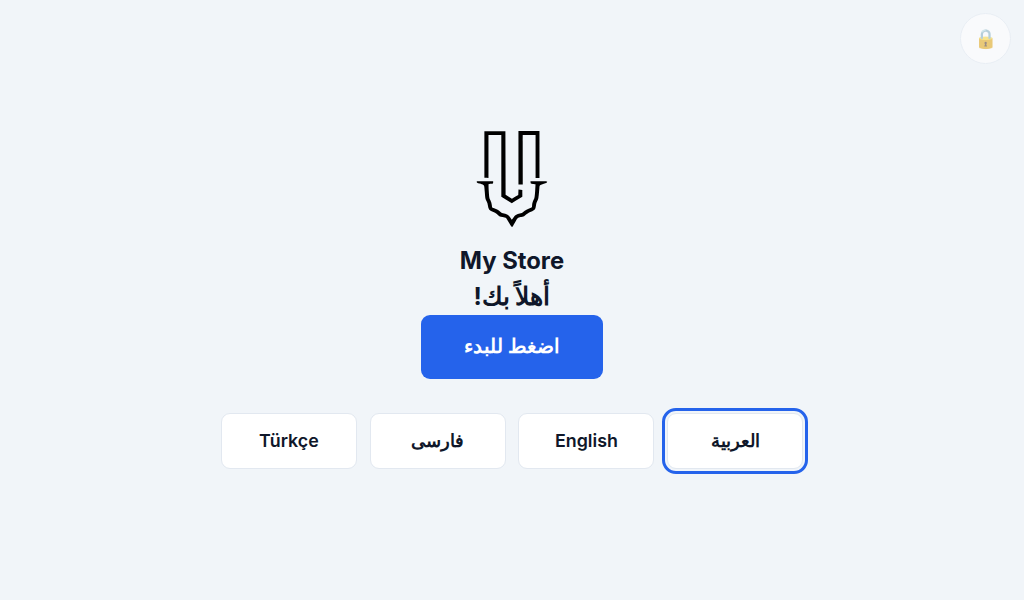 My Store
أهلاً بك!
اضغط للبدء
العربية
English
فارسی
Türkçe